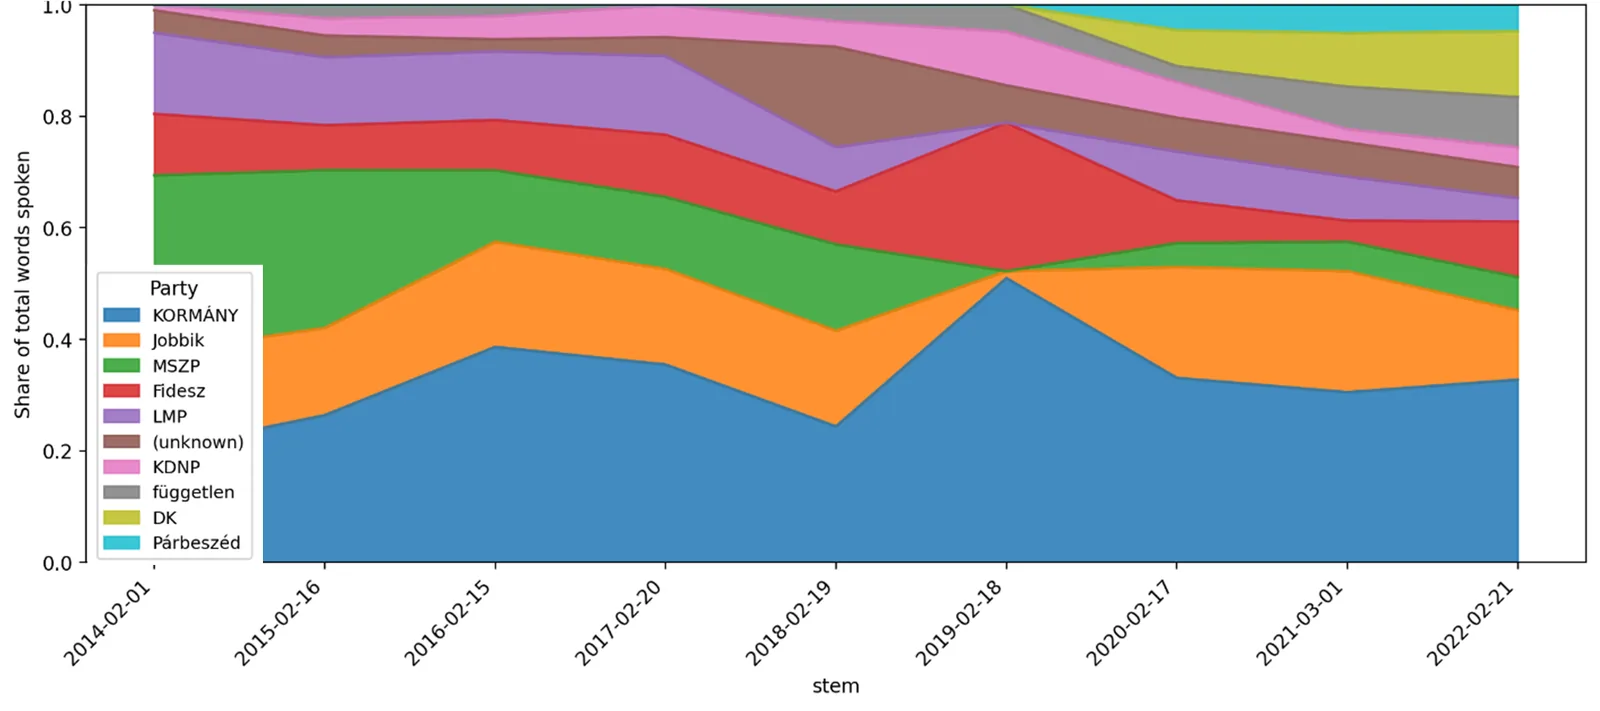 1.0
0.8
0.6
0.4
0.2
0.0
Share of total words spoken
Party
KORMÁNY
Jobbik
MSZP
Fidesz
LMP
(unknown)
KDNP
független
DK
Párbeszéd
2014-02-01
2015-02-16
2016-02-15
2017-02-20
2018-02-19
2019-02-18
2020-02-17
2021-03-01
2022-02-21
stem